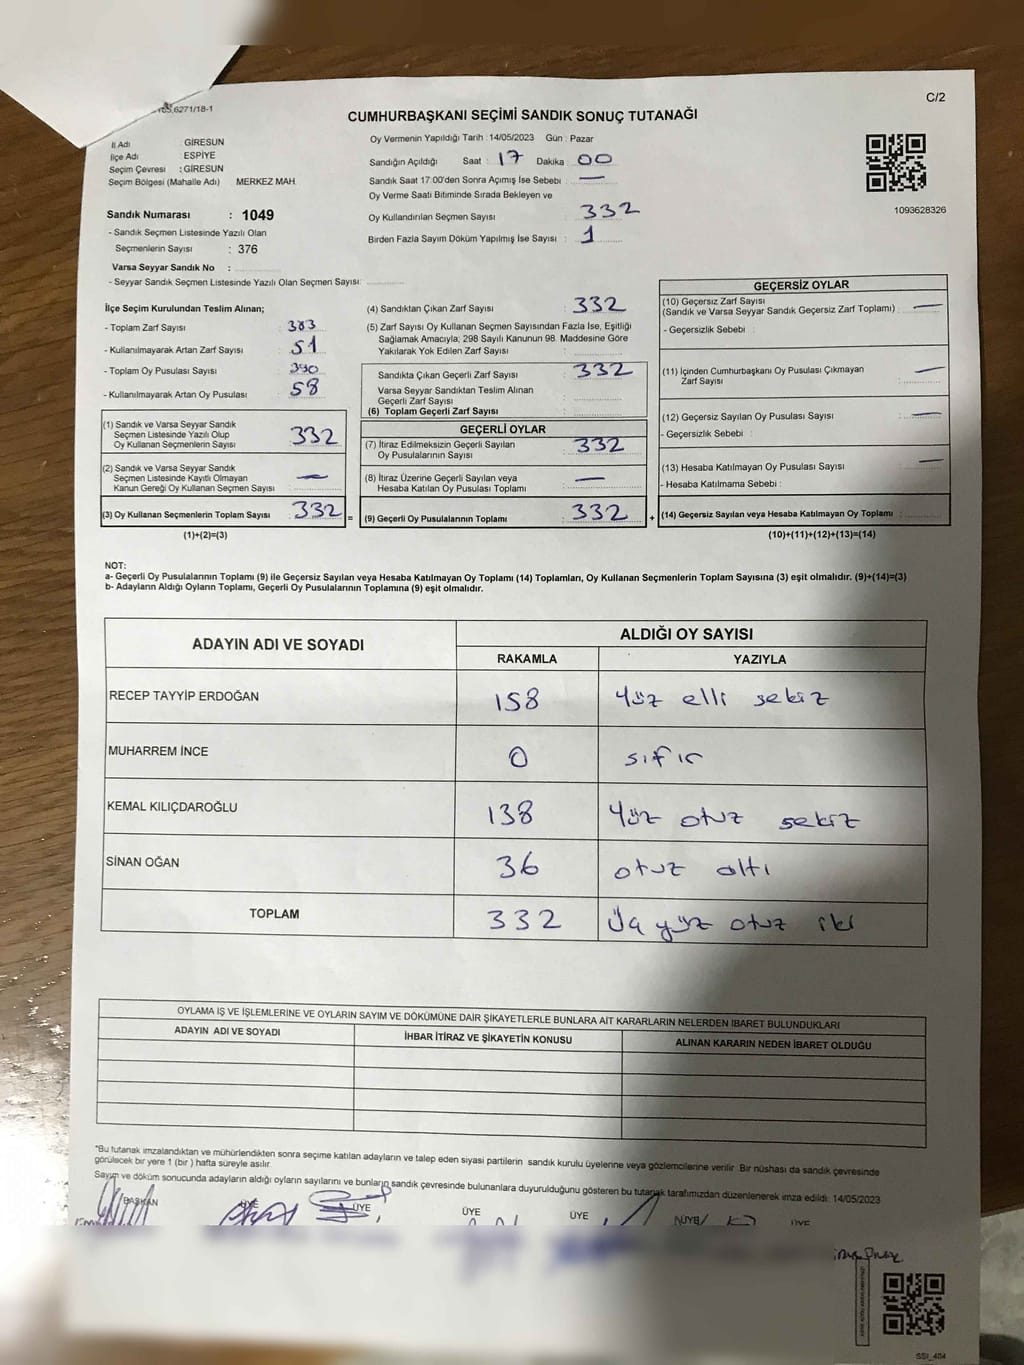 6271/18-1
C/2
CUMHURBAŞKANI SEÇİMİ SANDIK SONUÇ TUTANAĞI
İl Adı GİRESUN
İlçe Adı : ESPİYE
Seçim Çevresi : GİRESUN
Seçim Bölgesi (Mahalle Adı) MERKEZ MAH.
Sandık Numarası : 1049
- Sandık Seçmen Listesinde Yazılı Olan
Seçmenlerin Sayısı : 376
Varsa Seyyar Sandık No :
- Seyyar Sandık Seçmen Listesinde Yazılı Olan Seçmen Sayısı:
Oy Vermenin Yapıldığı Tarih : 14/05/2023 Gün : Pazar
Sandığın Açıldığı Saat : 17 Dakika 00
Sandık Saat 17:00'den Sonra Açımış İse Sebebi : —
Oy Verme Saati Bitiminde Sırada Bekleyen ve
Oy Kullandırılan Seçmen Sayısı : 332
Birden Fazla Sayım Döküm Yapılmış İse Sayısı : 1
1093628326
İlçe Seçim Kurulundan Teslim Alınan;
- Toplam Zarf Sayısı 383
- Kullanılmayarak Artan Zarf Sayısı 51
- Toplam Oy Pusulası Sayısı 390
- Kullanılmayarak Artan Oy Pusulası 58
(1) Sandık ve Varsa Seyyar Sandık
Seçmen Listesinde Yazılı Olup
Oy Kullanan Seçmenlerin Sayısı 332
(2) Sandık ve Varsa Seyyar Sandık
Seçmen Listesinde Kayıtlı Olmayan
Kanun Gereği Oy Kullanan Seçmen Sayısı : —
(3) Oy Kullanan Seçmenlerin Toplam Sayısı : 332 =
(1)+(2)=(3)
(4) Sandıktan Çıkan Zarf Sayısı : 332
(5) Zarf Sayısı Oy Kullanan Seçmen Sayısından Fazla İse, Eşitliği
Sağlamak Amacıyla; 298 Sayılı Kanunun 98. Maddesine Göre
Yakılarak Yok Edilen Zarf Sayısı :
Sandıkta Çıkan Geçerli Zarf Sayısı : 332
Varsa Seyyar Sandıktan Teslim Alınan
Geçerli Zarf Sayısı :
(6) Toplam Geçerli Zarf Sayısı :
GEÇERLİ OYLAR
(7) İtiraz Edilmeksizin Geçerli Sayılan
Oy Pusulalarının Sayısı : 332
(8) İtiraz Üzerine Geçerli Sayılan veya
Hesaba Katılan Oy Pusulası Toplamı : —
(9) Geçerli Oy Pusulalarının Toplamı : 332 +
GEÇERSİZ OYLAR
(10) Geçersiz Zarf Sayısı
(Sandık ve Varsa Seyyar Sandık Geçersiz Zarf Toplamı) : —
- Geçersizlik Sebebi :
(11) İçinden Cumhurbaşkanı Oy Pusulası Çıkmayan
Zarf Sayısı : —
(12) Geçersiz Sayılan Oy Pusulası Sayısı : —
- Geçersizlik Sebebi :
(13) Hesaba Katılmayan Oy Pusulası Sayısı : —
- Hesaba Katılmama Sebebi :
(14) Geçersiz Sayılan veya Hesaba Katılmayan Oy Toplamı :
(10)+(11)+(12)+(13)=(14)
NOT:
a- Geçerli Oy Pusulalarının Toplamı (9) ile Geçersiz Sayılan veya Hesaba Katılmayan Oy Toplamı (14) Toplamları, Oy Kullanan Seçmenlerin Toplam Sayısına (3) eşit olmalıdır. (9)+(14)=(3)
b- Adayların Aldığı Oyların Toplamı, Geçerli Oy Pusulalarının Toplamına (9) eşit olmalıdır.
ADAYIN ADI VE SOYADI
ALDIĞI OY SAYISI
RAKAMLA YAZIYLA
RECEP TAYYİP ERDOĞAN 158 Yüz elli sekiz
MUHARREM İNCE 0 sıfır
KEMAL KILIÇDAROĞLU 138 Yüz otuz sekiz
SİNAN OĞAN 36 otuz altı
TOPLAM 332 Üç yüz otuz iki
OYLAMA İŞ VE İŞLEMLERİNE VE OYLARIN SAYIM VE DÖKÜMÜNE DAİR ŞİKAYETLERLE BUNLARA AİT KARARLARIN NELERDEN İBARET BULUNDUKLARI
ADAYIN ADI VE SOYADI İHBAR İTİRAZ VE ŞİKAYETİN KONUSU ALINAN KARARIN NEDEN İBARET OLDUĞU
*Bu tutanak imzalandıktan ve mühürlendikten sonra seçime katılan adayların ve talep eden siyasi partilerin sandık kurulu üyelerine veya gözlemcilerine verilir. Bir nüshası da sandık çevresinde
görülecek bir yere 1 (bir ) hafta süreyle asılır.
Sayım ve döküm sonucunda adayların aldığı oyların sayılarını ve bunların sandık çevresinde bulunanlara duyurulduğunu gösteren bu tutanak tarafımızdan düzenlenerek imza edildi. 14/05/2023
BAŞKAN ÜYE ÜYE ÜYE ÜYE ÜYE ÜYE
SSI_404